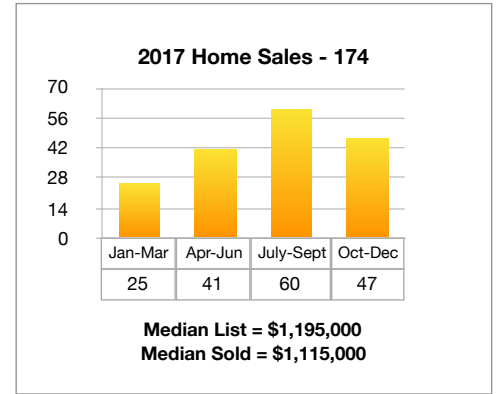 2017 Home Sales - 174
70
56
42
28
14
0
Jan-Mar Apr-Jun July-Sept Oct-Dec
25 41 60 47
Median List = $1,195,000
Median Sold = $1,115,000